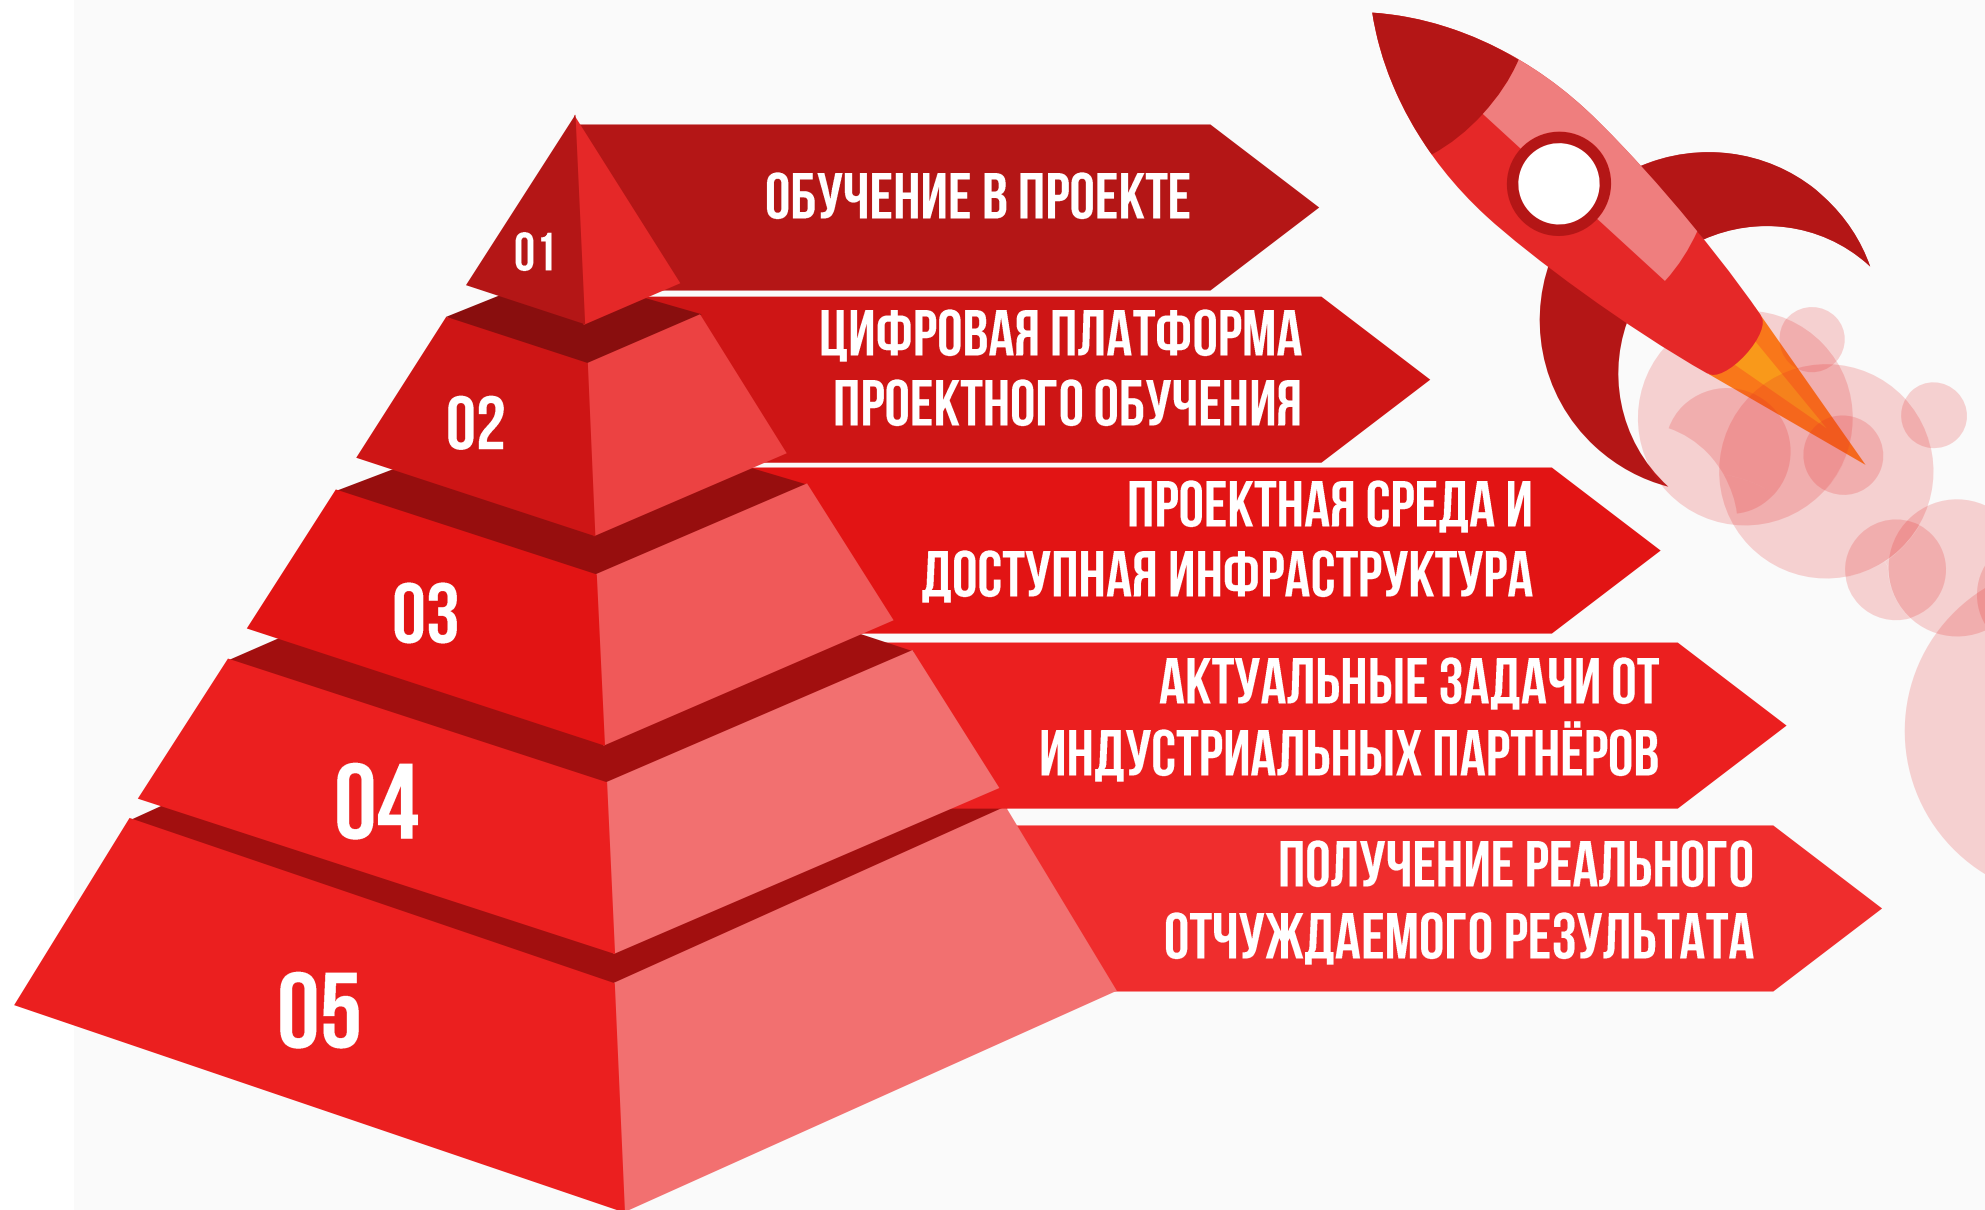 01
ОБУЧЕНИЕ В ПРОЕКТЕ
02
ЦИФРОВАЯ ПЛАТФОРМА
ПРОЕКТНОГО ОБУЧЕНИЯ
03
ПРОЕКТНАЯ СРЕДА И
ДОСТУПНАЯ ИНФРАСТРУКТУРА
04
АКТУАЛЬНЫЕ ЗАДАЧИ ОТ
ИНДУСТРИАЛЬНЫХ ПАРТНЁРОВ
05
ПОЛУЧЕНИЕ РЕАЛЬНОГО
ОТЧУЖДАЕМОГО РЕЗУЛЬТАТА